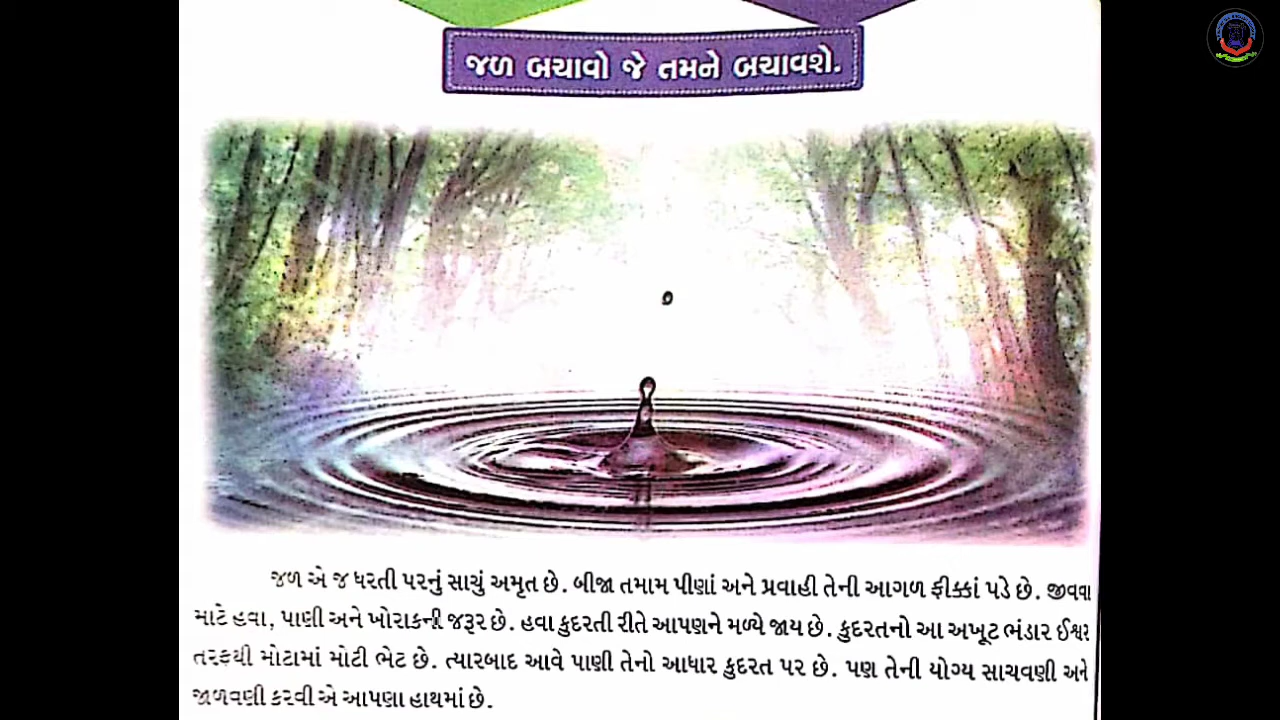 જળ બચાવો જે તમને બચાવશે.
જળ એ જ ધરતી પરનું સાચું અમૃત છે. બીજા તમામ પીણાં અને પ્રવાહી તેની આગળ ફીક્કાં પડે છે. જીવવા
માટે હવા, પાણી અને ખોરાકની જરૂર છે. હવા કુદરતી રીતે આપણને મળ્યે જાય છે. કુદરતનો આ અખૂટ ભંડાર ઈશ્વર
તરફથી મોટામાં મોટી ભેટ છે. ત્યારબાદ આવે પાણી તેનો આધાર કુદરત પર છે. પણ તેની યોગ્ય સાચવણી અને
જાળવણી કરવી એ આપણા હાથમાં છે.